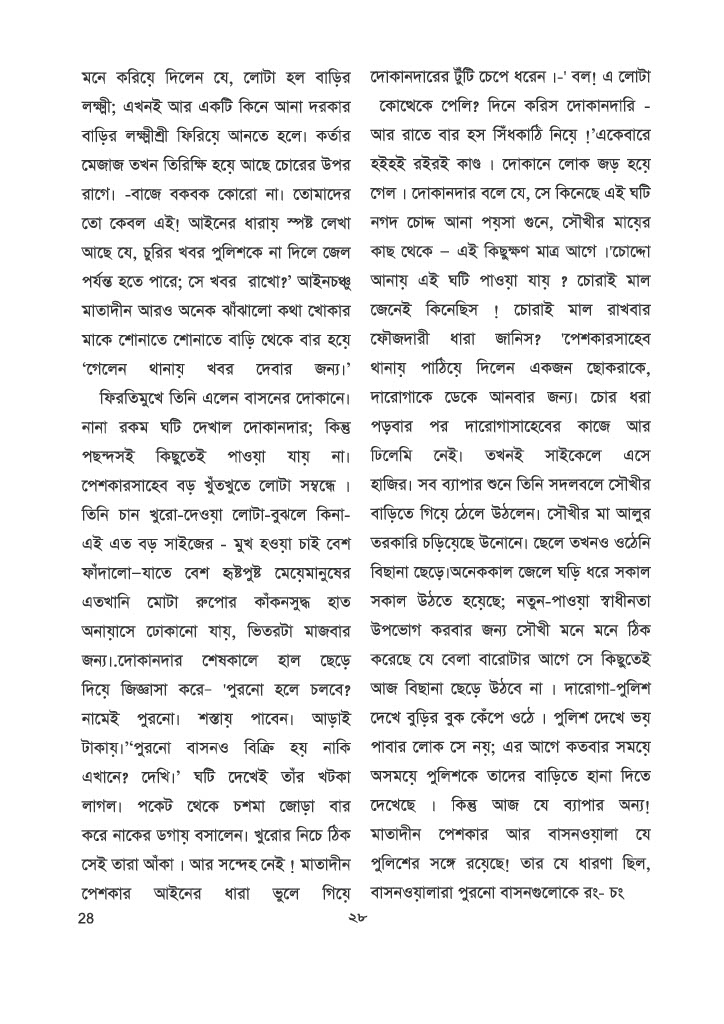 মনে করিয়ে দিলেন যে, লোটা হল বাড়ির
লক্ষ্মী; এখনই আর একটি কিনে আনা দরকার
বাড়ির লক্ষ্মীশ্রী ফিরিয়ে আনতে হলে। কর্তার
মেজাজ তখন তিরিক্ষি হয়ে আছে চোরের উপর
রাগে। -বাজে বকবক কোরো না। তোমাদের
তো কেবল এই! আইনের ধারায় স্পষ্ট লেখা
আছে যে, চুরির খবর পুলিশকে না দিলে জেল
পর্যন্ত হতে পারে; সে খবর রাখো?’ আইনচঞ্চু
মাতাদীন আরও অনেক ঝাঁঝালো কথা খোকার
মাকে শোনাতে শোনাতে বাড়ি থেকে বার হয়ে
‘গেলেন থানায় খবর দেবার জন্য।’
ফিরতিমুখে তিনি এলেন বাসনের দোকানে।
নানা রকম ঘটি দেখাল দোকানদার; কিন্তু
পছন্দসই কিছুতেই পাওয়া যায় না।
পেশকারসাহেব বড় খুঁতখুতে লোটা সম্বন্ধে ।
তিনি চান খুরো-দেওয়া লোটা-বুঝলে কিনা-
এই এত বড় সাইজের - মুখ হওয়া চাই বেশ
ফাঁদালো–যাতে বেশ হৃষ্টপুষ্ট মেয়েমানুষের
এতখানি মোটা রুপোর কাঁকনসুদ্ধ হাত
অনায়াসে ঢোকানো যায়, ভিতরটা মাজবার
জন্য।.দোকানদার শেষকালে হাল ছেড়ে
দিয়ে জিজ্ঞাসা করে– 'পুরনো হলে চলবে?
নামেই পুরনো। শস্তায় পাবেন। আড়াই
টাকায়।’‘পুরনো বাসনও বিক্রি হয় নাকি
এখানে? দেখি।’ ঘটি দেখেই তাঁর খটকা
লাগল। পকেট থেকে চশমা জোড়া বার
করে নাকের ডগায় বসালেন। খুরোর নিচে ঠিক
সেই তারা আঁকা । আর সন্দেহ নেই ! মাতাদীন
পেশকার আইনের ধারা ভুলে গিয়ে
দোকানদারের টুঁটি চেপে ধরেন ।-' বল! এ লোটা
কোত্থেকে পেলি? দিনে করিস দোকানদারি -
আর রাতে বার হস সিঁধকাঠি নিয়ে !’একেবারে
হইহই রইরই কাণ্ড । দোকানে লোক জড় হয়ে
গেল । দোকানদার বলে যে, সে কিনেছে এই ঘটি
নগদ চোদ্দ আনা পয়সা গুনে, সৌখীর মায়ের
কাছ থেকে – এই কিছুক্ষণ মাত্র আগে ।'চোদ্দো
আনায় এই ঘটি পাওয়া যায় ? চোরাই মাল
জেনেই কিনেছিস ! চোরাই মাল রাখবার
ফৌজদারী ধারা জানিস? 'পেশকারসাহেব
থানায় পাঠিয়ে দিলেন একজন ছোকরাকে,
দারোগাকে ডেকে আনবার জন্য। চোর ধরা
পড়বার পর দারোগাসাহেবের কাজে আর
ঢিলেমি নেই। তখনই সাইকেলে এসে
হাজির। সব ব্যাপার শুনে তিনি সদলবলে সৌখীর
বাড়িতে গিয়ে ঠেলে উঠলেন। সৌখীর মা আলুর
তরকারি চড়িয়েছে উনোনে। ছেলে তখনও ওঠেনি
বিছানা ছেড়ে।অনেককাল জেলে ঘড়ি ধরে সকাল
সকাল উঠতে হয়েছে; নতুন-পাওয়া স্বাধীনতা
উপভোগ করবার জন্য সৌখী মনে মনে ঠিক
করেছে যে বেলা বারোটার আগে সে কিছুতেই
আজ বিছানা ছেড়ে উঠবে না । দারোগা-পুলিশ
দেখে বুড়ির বুক কেঁপে ওঠে । পুলিশ দেখে ভয়
পাবার লোক সে নয়; এর আগে কতবার সময়ে
অসময়ে পুলিশকে তাদের বাড়িতে হানা দিতে
দেখেছে । কিন্তু আজ যে ব্যাপার অন্য!
মাতাদীন পেশকার আর বাসনওয়ালা যে
পুলিশের সঙ্গে রয়েছে! তার যে ধারণা ছিল,
বাসনওয়ালারা পুরনো বাসনগুলোকে রং- চং
28
২৮